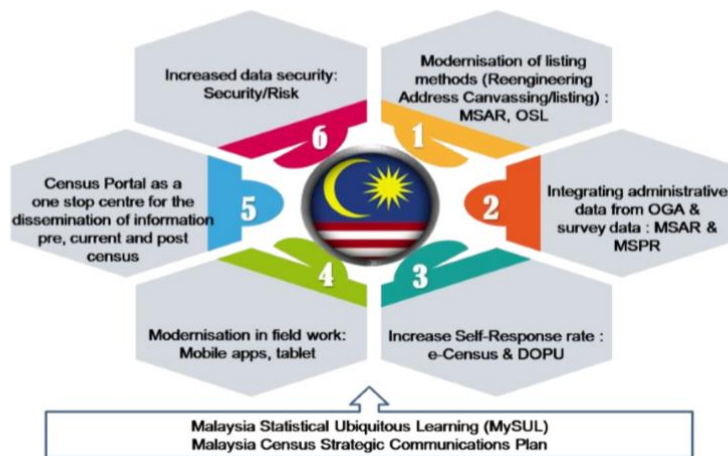 Modernisation of listing
methods (Reengineering
Address Canvassing/listing) :
MSAR, OSL
1
Integrating administrative
data from OGA &
survey data : MSAR &
MSPR
2
Increase Self-Response rate :
e-Census & DOPU
3
Modernisation in field work:
Mobile apps, tablet
4
Census Portal as a
one stop centre for the
dissemination of information
pre, current and post
census
5
Increased data security:
Security/Risk
6
Malaysia Statistical Ubiquitous Learning (MySUL)
Malaysia Census Strategic Communications Plan